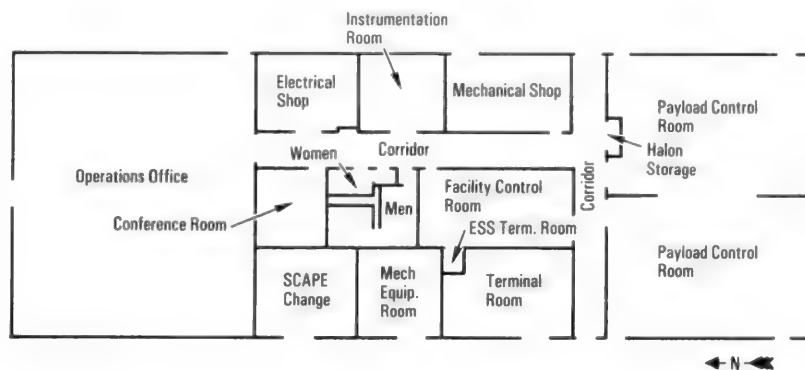 Instrumentation
Room
Electrical
Shop
Mechanical Shop
Payload Control
Room
Women
Corridor
Halon
Storage
Operations Office
Facility Control
Room
Corridor
Men
Conference Room
ESS Term. Room
Payload Control
Room
SCAPE
Change
Mech
Equip.
Room
Terminal
Room
N